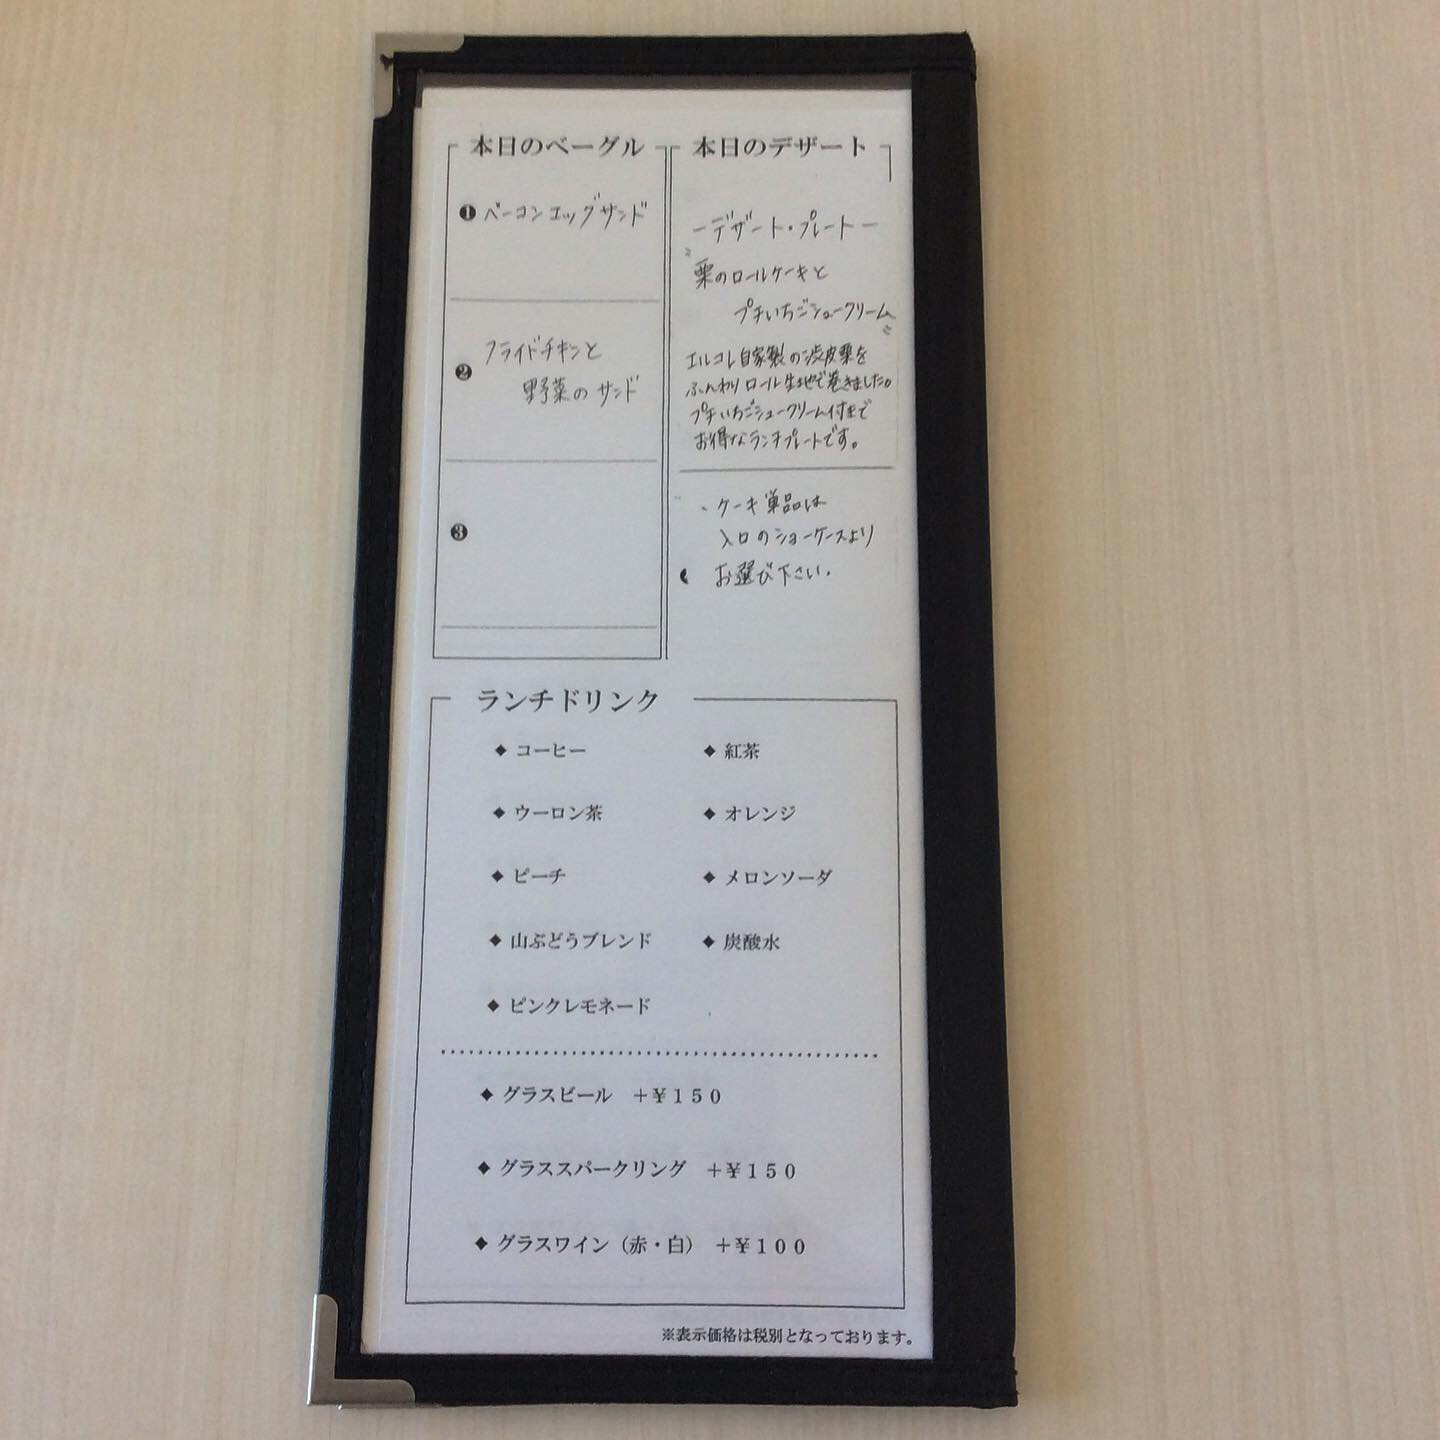 本日のベーグル
❶ ベーコンエッグサンド
❷ フライドチキンと
野菜のサンド
❸
本日のデザート
ーデザート・プレートー
〝栗のロールケーキと
プチいちごシュークリーム〟
エルコレ自家製の渋皮栗を
ふんわりロール生地で巻きました。
プチいちごシュークリーム付きで
お得なランチプレートです。
・ケーキ単品は
入口のショーケースより
お選び下さい.
ランチドリンク
◆ コーヒー ◆ 紅茶
◆ ウーロン茶 ◆ オレンジ
◆ ピーチ ◆ メロンソーダ
◆ 山ぶどうブレンド ◆ 炭酸水
◆ ピンクレモネード
◆ グラスビール ＋￥１５０
◆ グラススパークリング ＋￥１５０
◆ グラスワイン（赤・白） ＋￥１００
※表示価格は税別となっております。